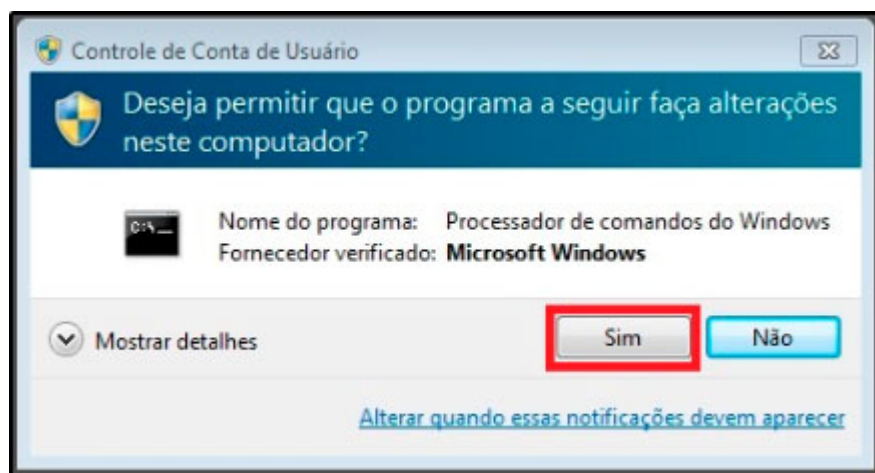 Controle de Conta de Usuário
Deseja permitir que o programa a seguir faça alterações
neste computador?
C:\
Nome do programa: Processador de comandos do Windows
Fornecedor verificado: Microsoft Windows
Mostrar detalhes
Sim
Não
Alterar quando essas notificações devem aparecer